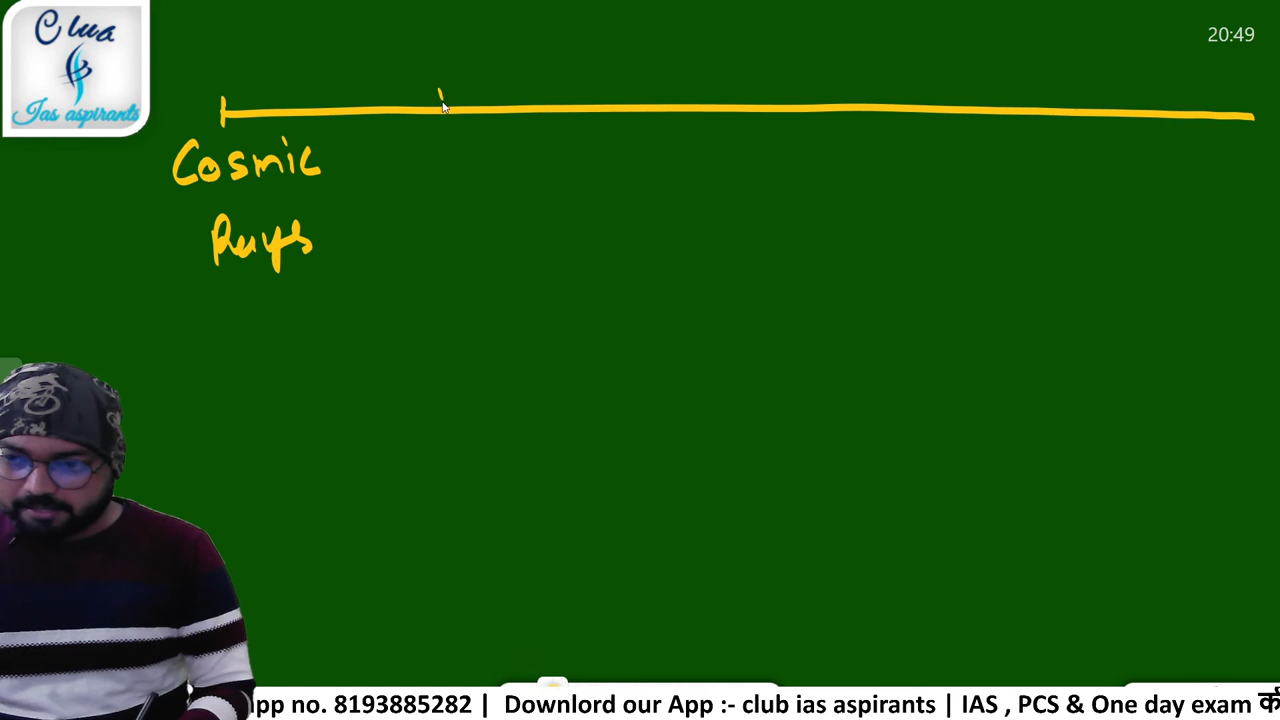 Clua
Ias aspirants
20:49
Cosmic
Rays
pp no. 8193885282 | Downlord our App :- club ias aspirants | IAS , PCS & One day exam की